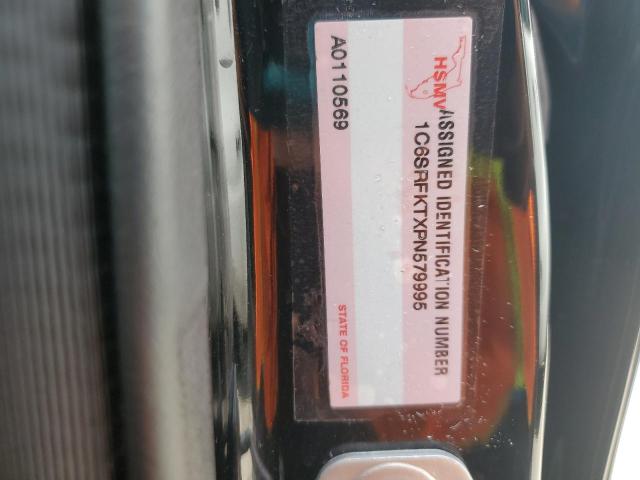 HSMV
ASSIGNED IDENTIFICATION NUMBER
1C6SRFKTXPN579995
A0110569
STATE OF FLORIDA